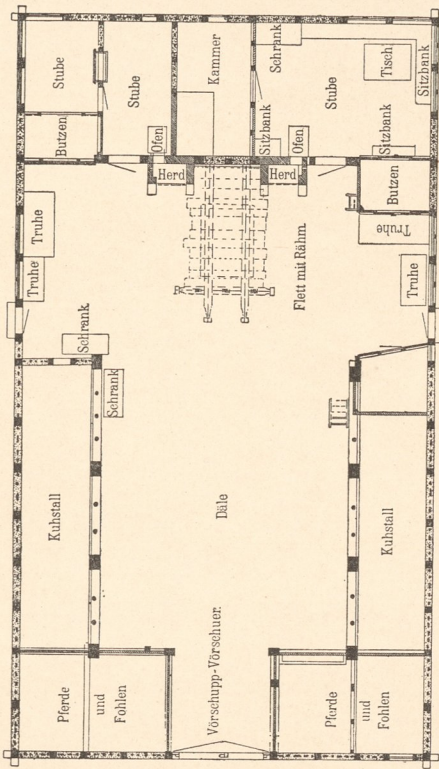 Stube
Butzen
Stube
Kammer
Schrank
Tisch
Stube
Sitzbank
Sitzbank
Sitzbank
Ofen
Ofen
Herd
Herd
Butzen
Truhe
Truhe
Truhe
Truhe
Schrank
Schrank
Flett mit Rähm.
Kuhstall
Däle
Kuhstall
Vörschupp-Vörschuer.
Pferde
und
Fohlen
Pferde
und
Fohlen